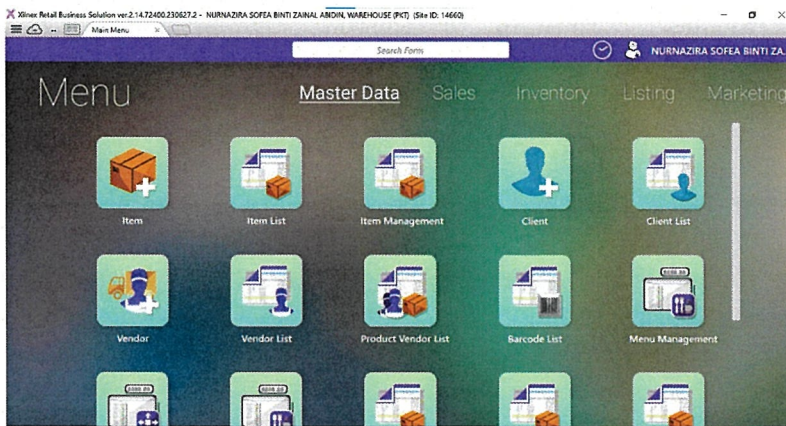 Xilnex Retail Business Solution ver.2.14.72400.230627.2 - NURNAZIRA SOFEA BINTI ZAINAL ABIDIN, WAREHOUSE (PKT) (Site ID: 14660)
Main Menu
Search Form
NURNAZIRA SOFEA BINTI ZA...
Menu
Master Data Sales Inventory Listing Marketing
Item Item List Item Management Client Client List
Vendor Vendor List Product Vendor List Barcode List Menu Management